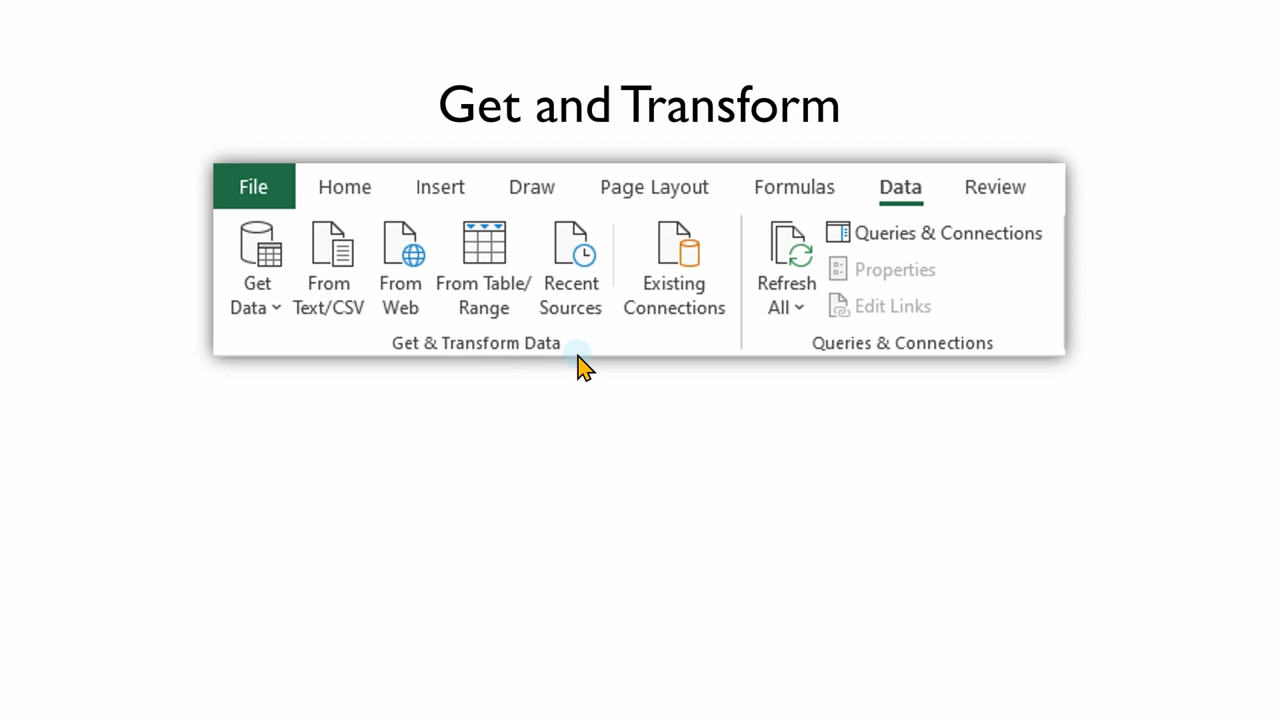 Get and Transform
File Home Insert Draw Page Layout Formulas Data Review
Get Data
From Text/CSV
From Web
From Table/ Range
Recent Sources
Existing Connections
Refresh All
Queries & Connections
Properties
Edit Links
Get & Transform Data
Queries & Connections